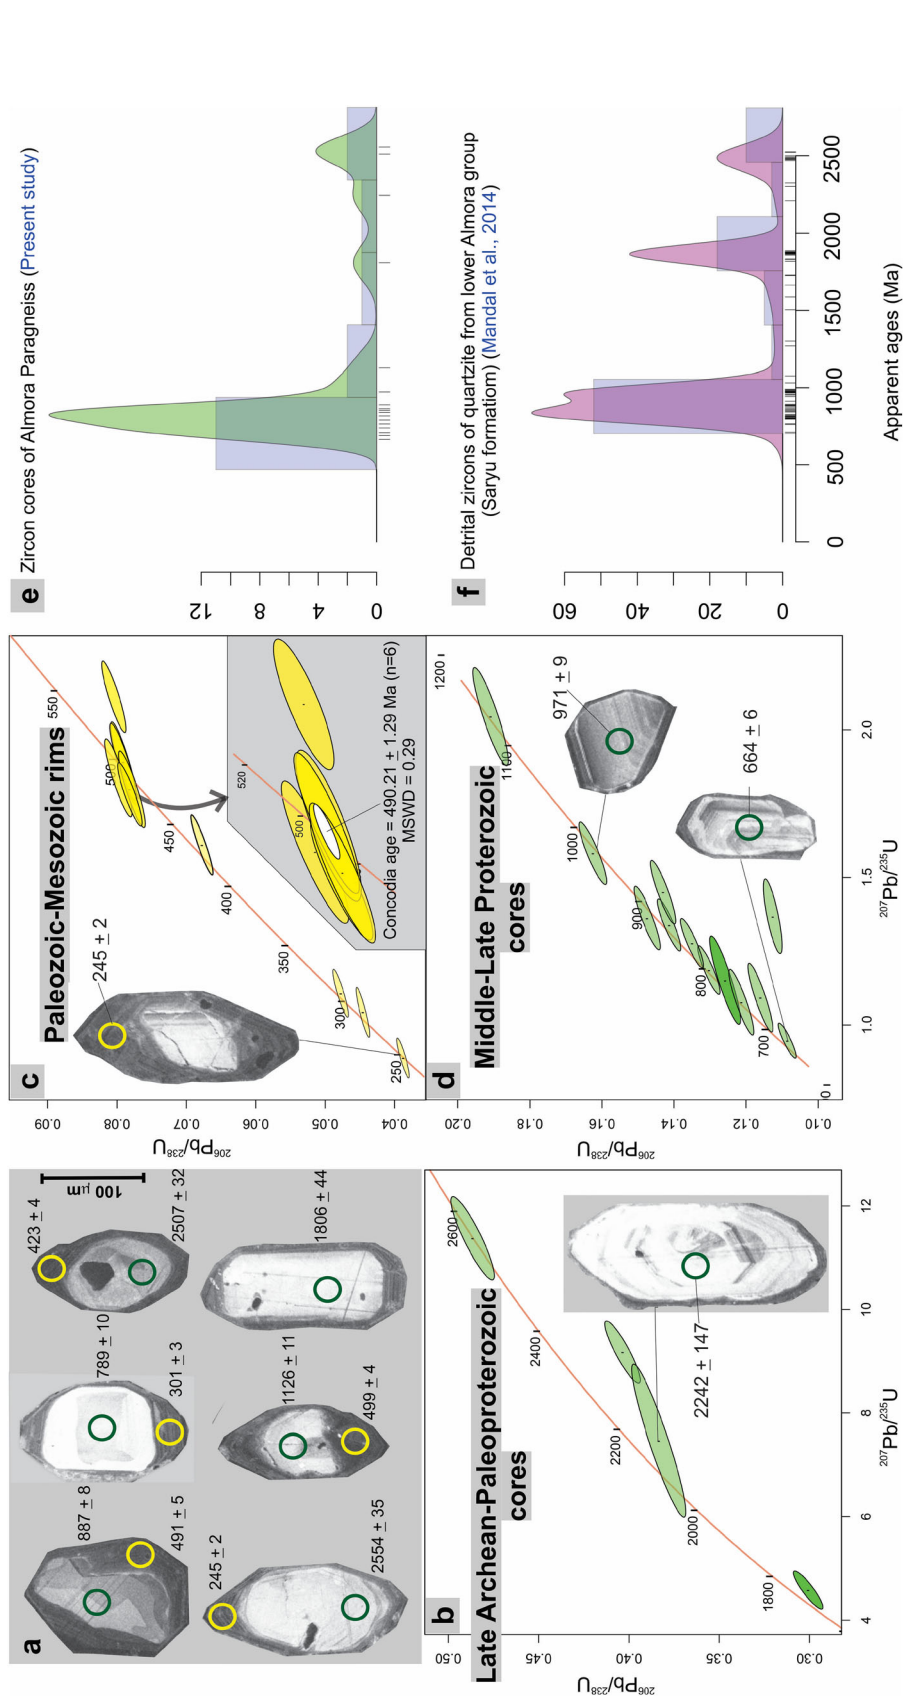 a
887 ± 8
491 ± 5
789 ± 10
301 ± 3
423 ± 4
2507 ± 32
100 μm
245 ± 2
2554 ± 35
1126 ± 11
499 ± 4
1806 ± 44
b
Late Archean-Paleoproterozoic
cores
2242 ± 147
1800
2000
2200
2400
2600
0.50
0.45
0.40
0.35
0.30
²⁰⁶Pb/²³⁸U
4
6
8
10
12
²⁰⁷Pb/²³⁵U
c
Paleozoic-Mesozoic rims
245 ± 2
250
300
350
400
450
500
550
500
520
Concodia age = 490.21 ± 1.29 Ma (n=6)
MSWD = 0.29
0.09
0.08
0.07
0.06
0.05
0.04
²⁰⁶Pb/²³⁸U
d
Middle-Late Proterozoic
cores
971 ± 9
664 ± 6
700
800
900
1000
1100
1200
0.20
0.18
0.16
0.14
0.12
0.10
²⁰⁶Pb/²³⁸U
1.0
1.5
2.0
²⁰⁷Pb/²³⁵U
e
Zircon cores of Almora Paragneiss (Present study)
12
8
4
0
f
Detrital zircons of quartzite from lower Almora group
(Saryu formation) (Mandal et al., 2014)
60
40
20
0
0
500
1000
1500
2000
2500
Apparent ages (Ma)